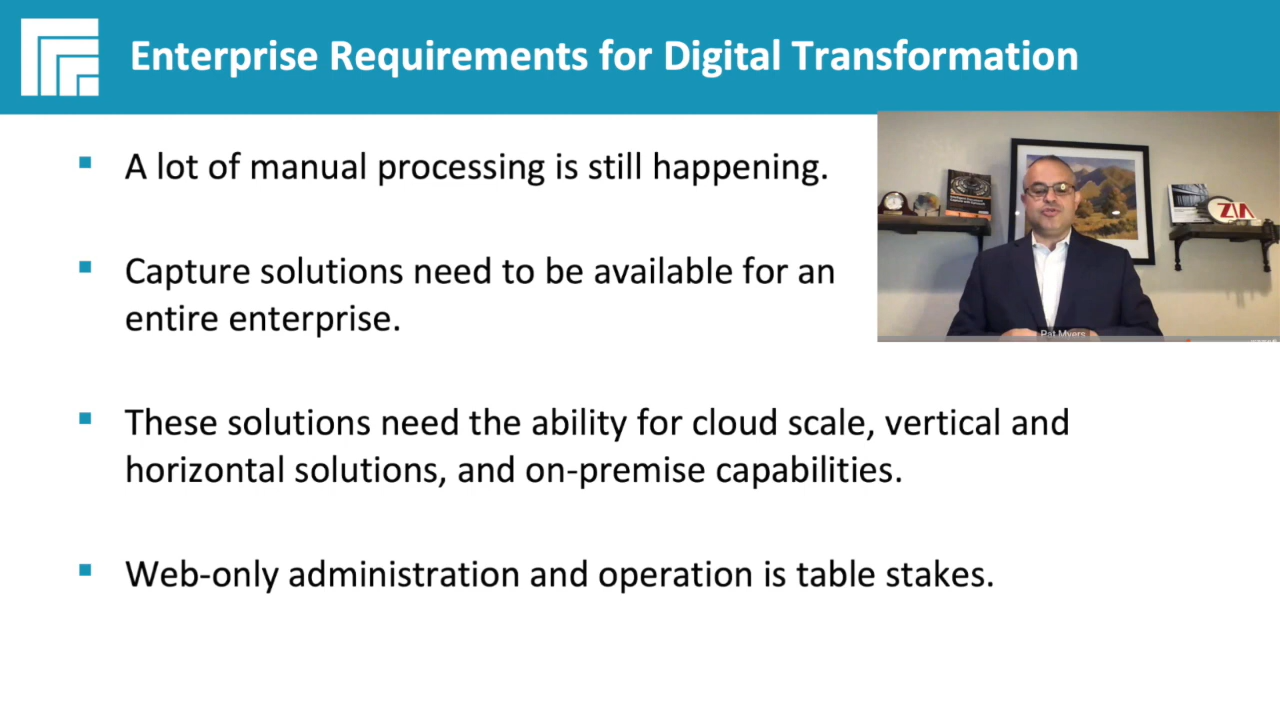 Enterprise Requirements for Digital Transformation
A lot of manual processing is still happening.
Capture solutions need to be available for an
entire enterprise.
These solutions need the ability for cloud scale, vertical and
horizontal solutions, and on-premise capabilities.
Web-only administration and operation is table stakes.
ZIA
Pat Myers